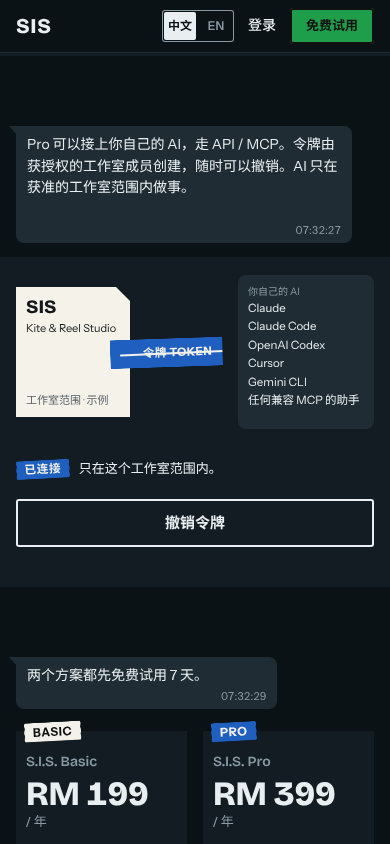 SIS
中文
EN
登录
免费试用
Pro 可以接上你自己的 AI，走 API / MCP。令牌由
获授权的工作室成员创建，随时可以撤销。AI 只在
获准的工作室范围内做事。
07:32:27
SIS
Kite & Reel Studio
工作室范围 · 示例
令牌 TOKEN
你自己的 AI
Claude
Claude Code
OpenAI Codex
Cursor
Gemini CLI
任何兼容 MCP 的助手
已连接
只在这个工作室范围内。
撤销令牌
两个方案都先免费试用 7 天。
07:32:29
BASIC
S.I.S. Basic
RM 199
/ 年
PRO
S.I.S. Pro
RM 399
/ 年